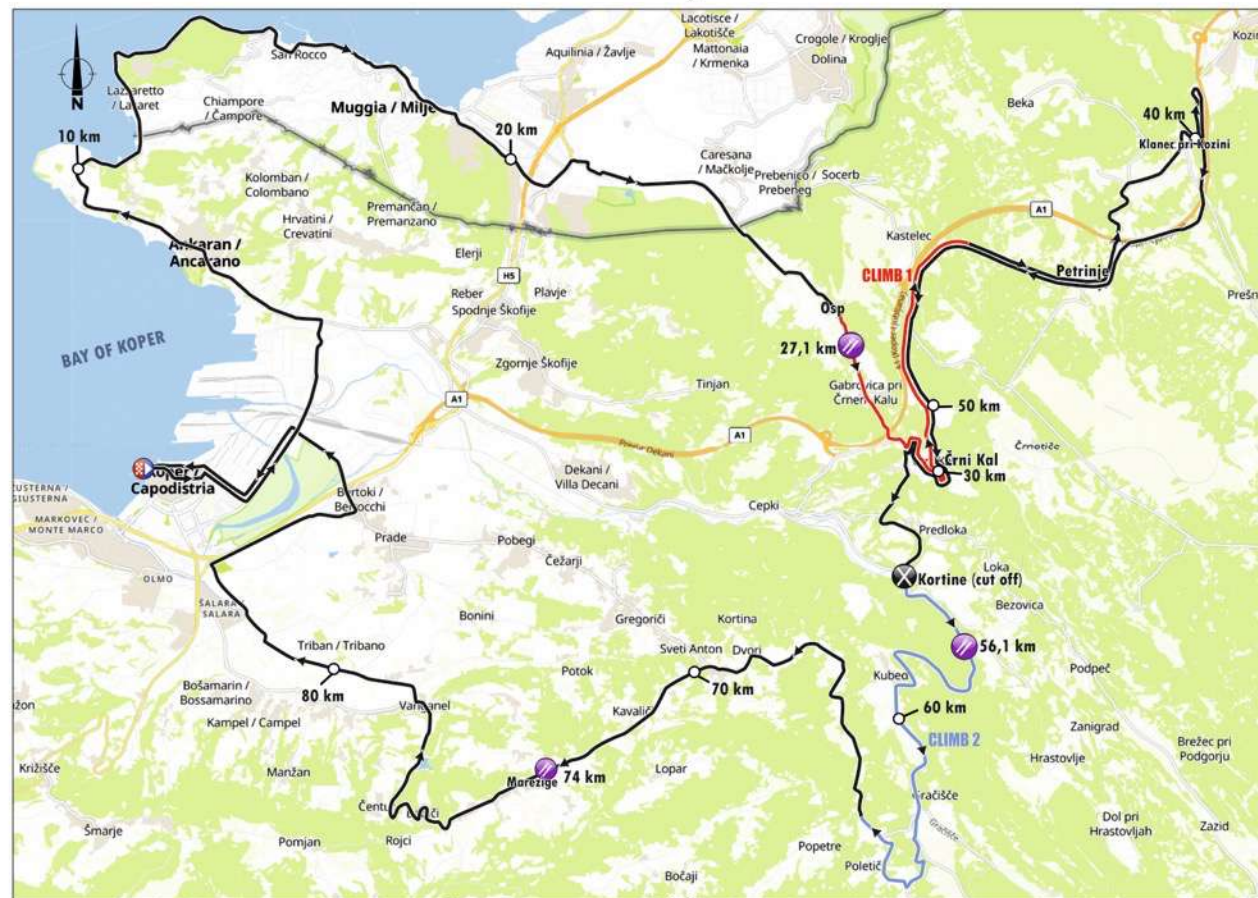 Lacotisce /
Lakotišče
Crogole / Kroglje
Aquilinia / Žavlje
Mattonaia
/ Krmenka
Dolina
San Rocco
N
Lazzaretto
/ Lazaret
Chiampore
/ Čampore
Muggia / Milje
Beka
40 km
Klanec pri Kozini
10 km
20 km
Caresana
/ Mačkolje
Prebenico /
Prebeneg
Socerb
Kolomban /
Colombano
Premančan /
Premanzano
Hrvatini /
Crevatini
A1
Kastelec
Ankaran /
Ancarano
Elerji
H5
CLIMB 1
Petrinje
Reber
Plavje
Spodnje Škofije
Osp
BAY OF KOPER
27,1 km
Zgornje Škofije
Tinjan
Gabrovica pri
Črnem Kalu
A1
50 km
A1
Črnotiče
Črni Kal
30 km
Koper /
Capodistria
Dekani /
Villa Decani
Bertoki /
Bertocchi
MARKOVEC /
MONTE MARCO
Cepki
Prade
Pobegi
Predloka
Čežarji
Loka
Kortine (cut off)
OLMO
ŠALARA /
SALARA
Bezovica
Bonini
Gregoriči
Kortina
56,1 km
Triban / Tribano
Sveti Anton
Dvori
Potok
Podpeč
80 km
70 km
Bošamarin /
Bossamarino
Kampel / Campel
Vanganel
Kavaliči
60 km
Zanigrad
CLIMB 2
Brežec pri
Podgorju
Križišče
Manžan
Marezige
74 km
Lopar
Hrastovlje
Gračišče
Gračišče
Šmarje
Pomjan
Rojci
Dol pri
Hrastovljah
Zazid
Popetre
Poletič
Bočaji